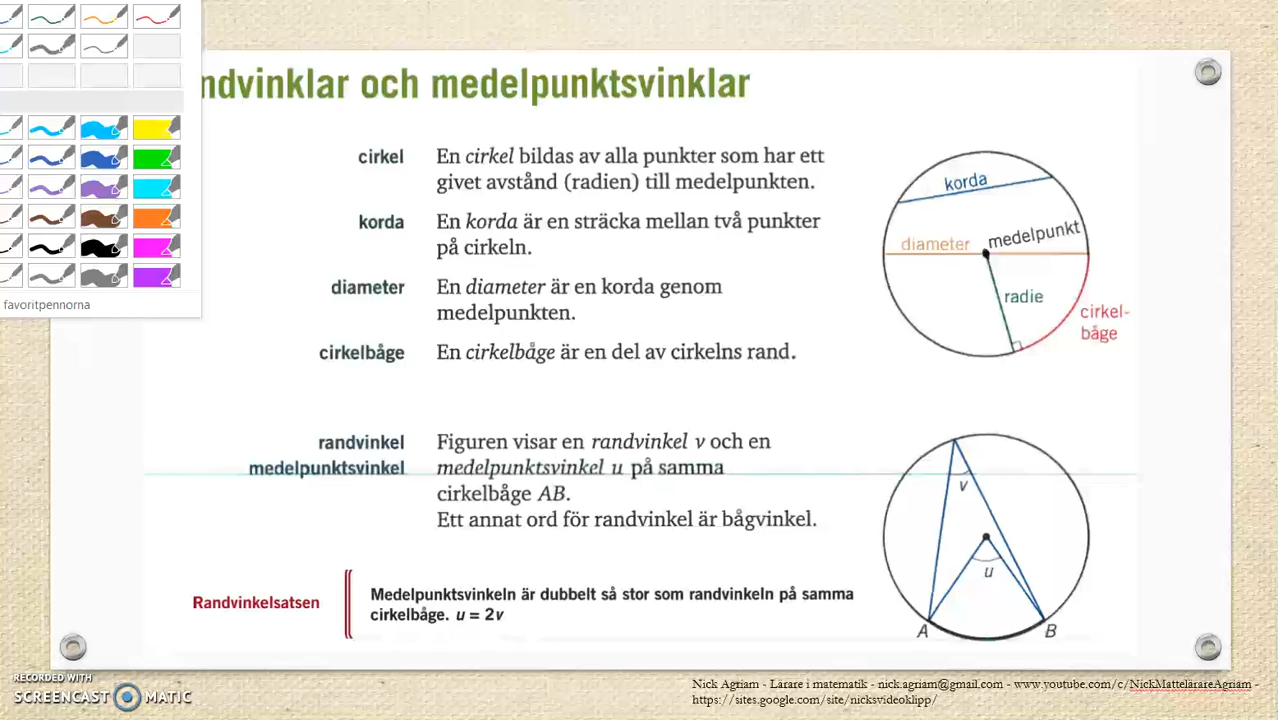 ndvinklar och medelpunktsvinklar
cirkel
En cirkel bildas av alla punkter som har ett
givet avstånd (radien) till medelpunkten.
korda
En korda är en sträcka mellan två punkter
på cirkeln.
diameter
En diameter är en korda genom
medelpunkten.
cirkelbåge
En cirkelbåge är en del av cirkelns rand.
korda
diameter
medelpunkt
radie
cirkel-
båge
favoritpennorna
randvinkel
medelpunktsvinkel
Figuren visar en randvinkel v och en
medelpunktsvinkel u på samma
cirkelbåge AB.
Ett annat ord för randvinkel är bågvinkel.
v
u
A
B
Randvinkelsatsen
Medelpunktsvinkeln är dubbelt så stor som randvinkeln på samma
cirkelbåge. u = 2v
RECORDED WITH
SCREENCAST MATIC
Nick Agriam - Lärare i matematik - nick.agriam@gmail.com - www.youtube.com/c/NickMattelärareAgriam -
https://sites.google.com/site/nicksvideoklipp/